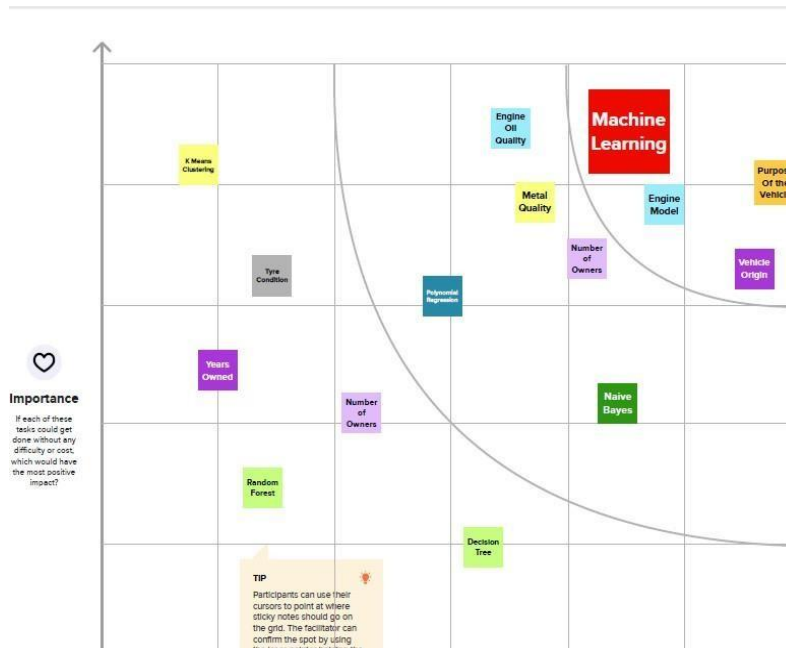 Engine
Oil
Quality
Machine
Learning
K Means
Clustering
Purpos
Of the
Vehicl
Metal
Quality
Engine
Model
Number
of
Owners
Vehicle
Origin
Tyre
Condition
Polynomial
Regression
Years
Owned
Importance
If each of these
tasks could get
done without any
difficulty or cost,
which would have
the most positive
impact?
Number
of
Owners
Naive
Bayes
Random
Forest
Decision
Tree
TIP
Participants can use their
cursors to point at where
sticky notes should go on
the grid. The facilitator can
confirm the spot by using